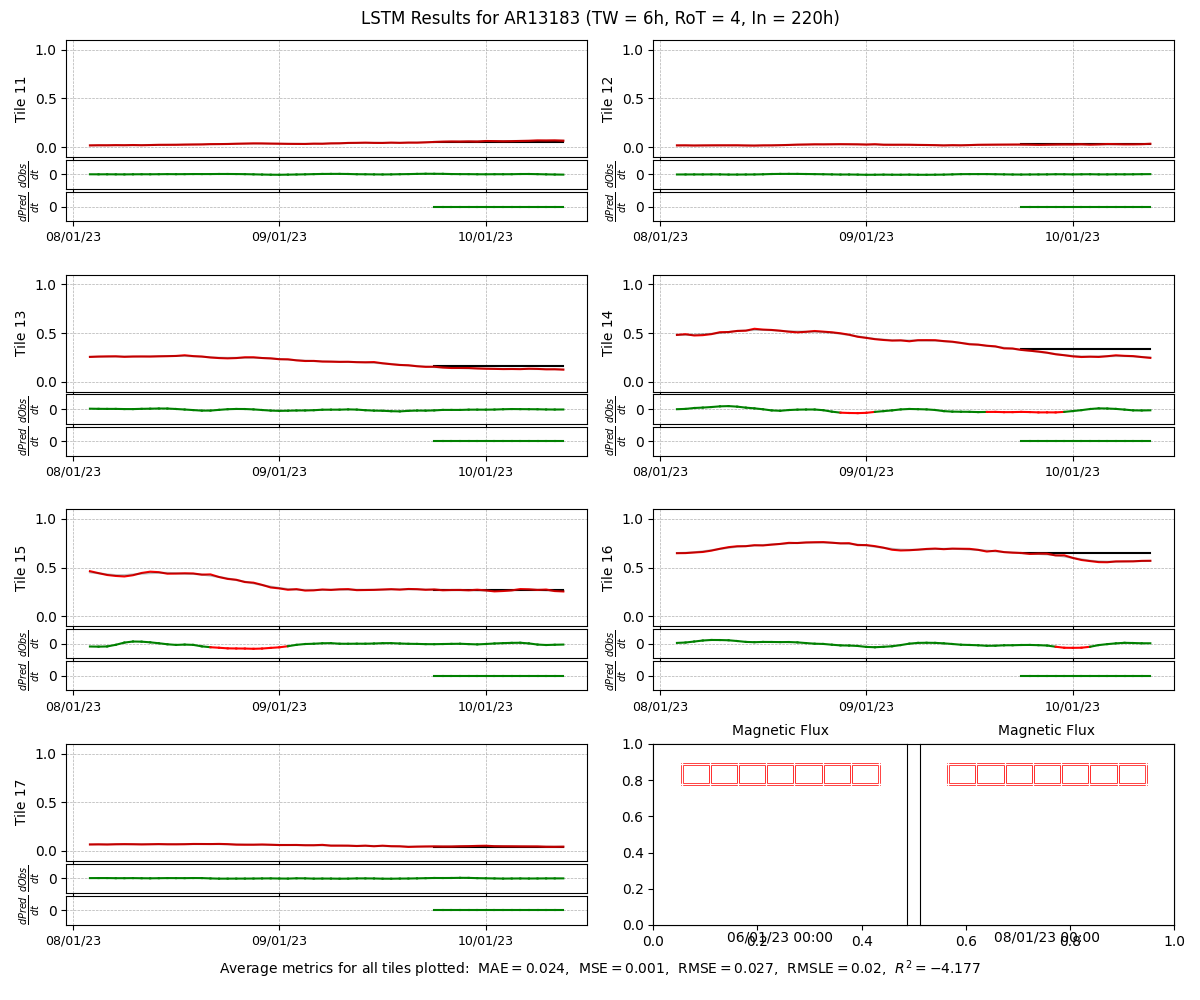 LSTM Results for AR13183 (TW = 6h, RoT = 4, In = 220h)
Tile 11
1.0
0.5
0.0
dObs
dt
0
dPred
dt
0
08/01/23 09/01/23 10/01/23
Tile 12
1.0
0.5
0.0
dObs
dt
0
dPred
dt
0
08/01/23 09/01/23 10/01/23
Tile 13
1.0
0.5
0.0
dObs
dt
0
dPred
dt
0
08/01/23 09/01/23 10/01/23
Tile 14
1.0
0.5
0.0
dObs
dt
0
dPred
dt
0
08/01/23 09/01/23 10/01/23
Tile 15
1.0
0.5
0.0
dObs
dt
0
dPred
dt
0
08/01/23 09/01/23 10/01/23
Tile 16
1.0
0.5
0.0
dObs
dt
0
dPred
dt
0
08/01/23 09/01/23 10/01/23
Tile 17
1.0
0.5
0.0
dObs
dt
0
dPred
dt
0
08/01/23 09/01/23 10/01/23
Magnetic Flux Magnetic Flux
1.0
0.8
0.6
0.4
0.2
0.0
0.0 0.2 0.4 0.6 0.8 1.0
06/01/23 00:00 08/01/23 00:00
Average metrics for all tiles plotted: MAE = 0.024, MSE = 0.001, RMSE = 0.027, RMSLE = 0.02, R² = −4.177